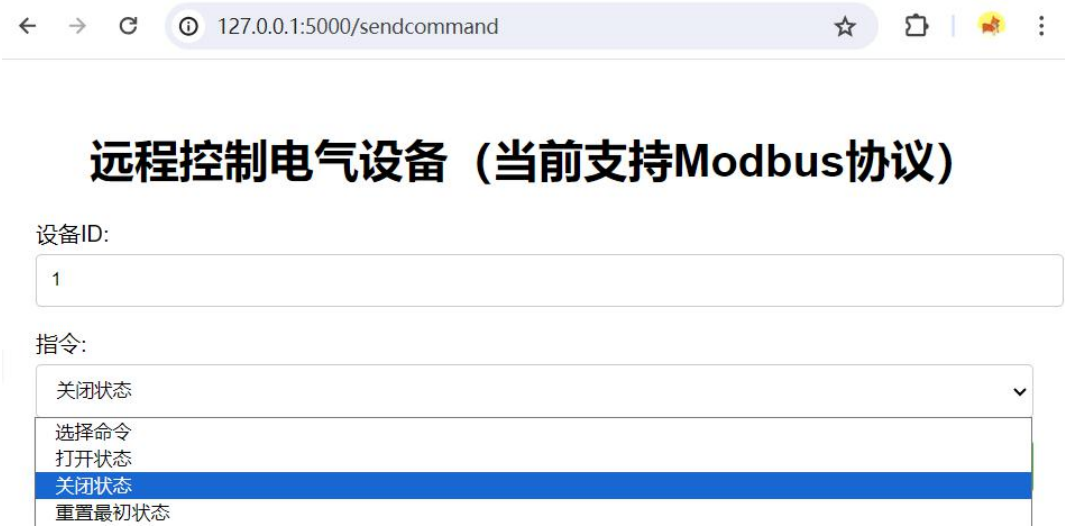 127.0.0.1:5000/sendcommand
远程控制电气设备（当前支持Modbus协议）
设备ID:
1
指令:
关闭状态
选择命令
打开状态
关闭状态
重置最初状态